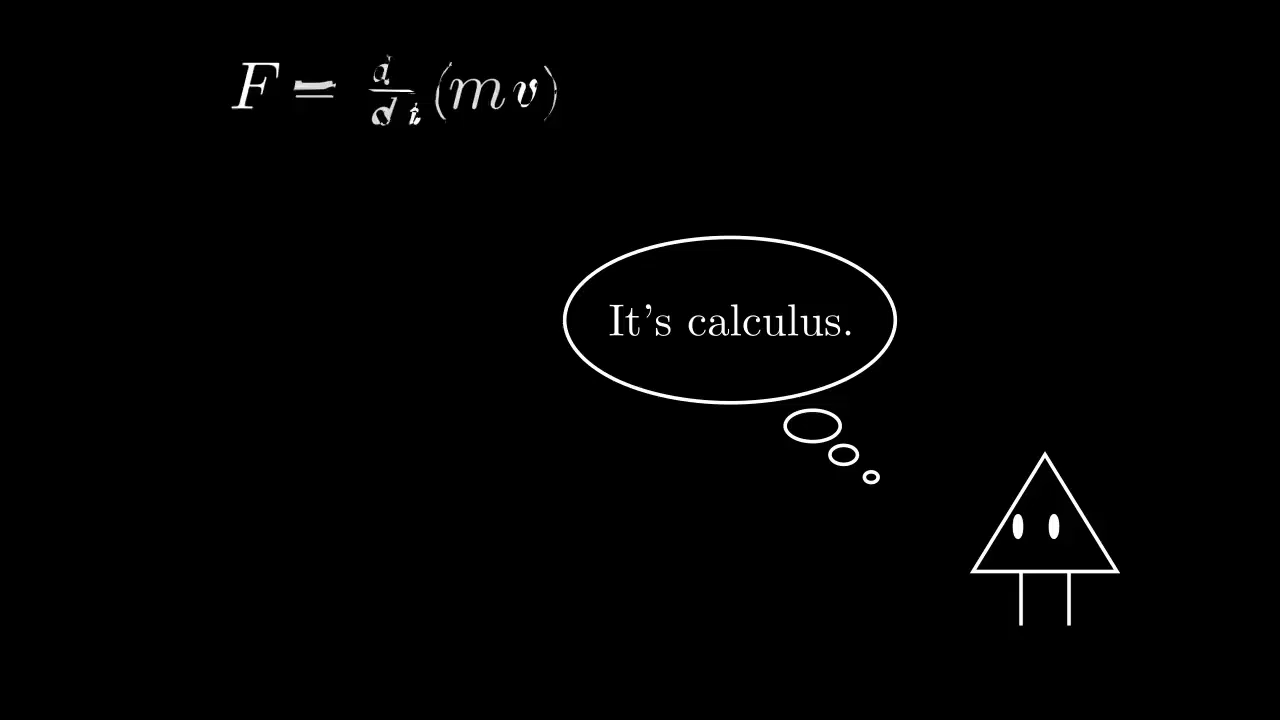 F = d/dt (mv)
It's calculus.